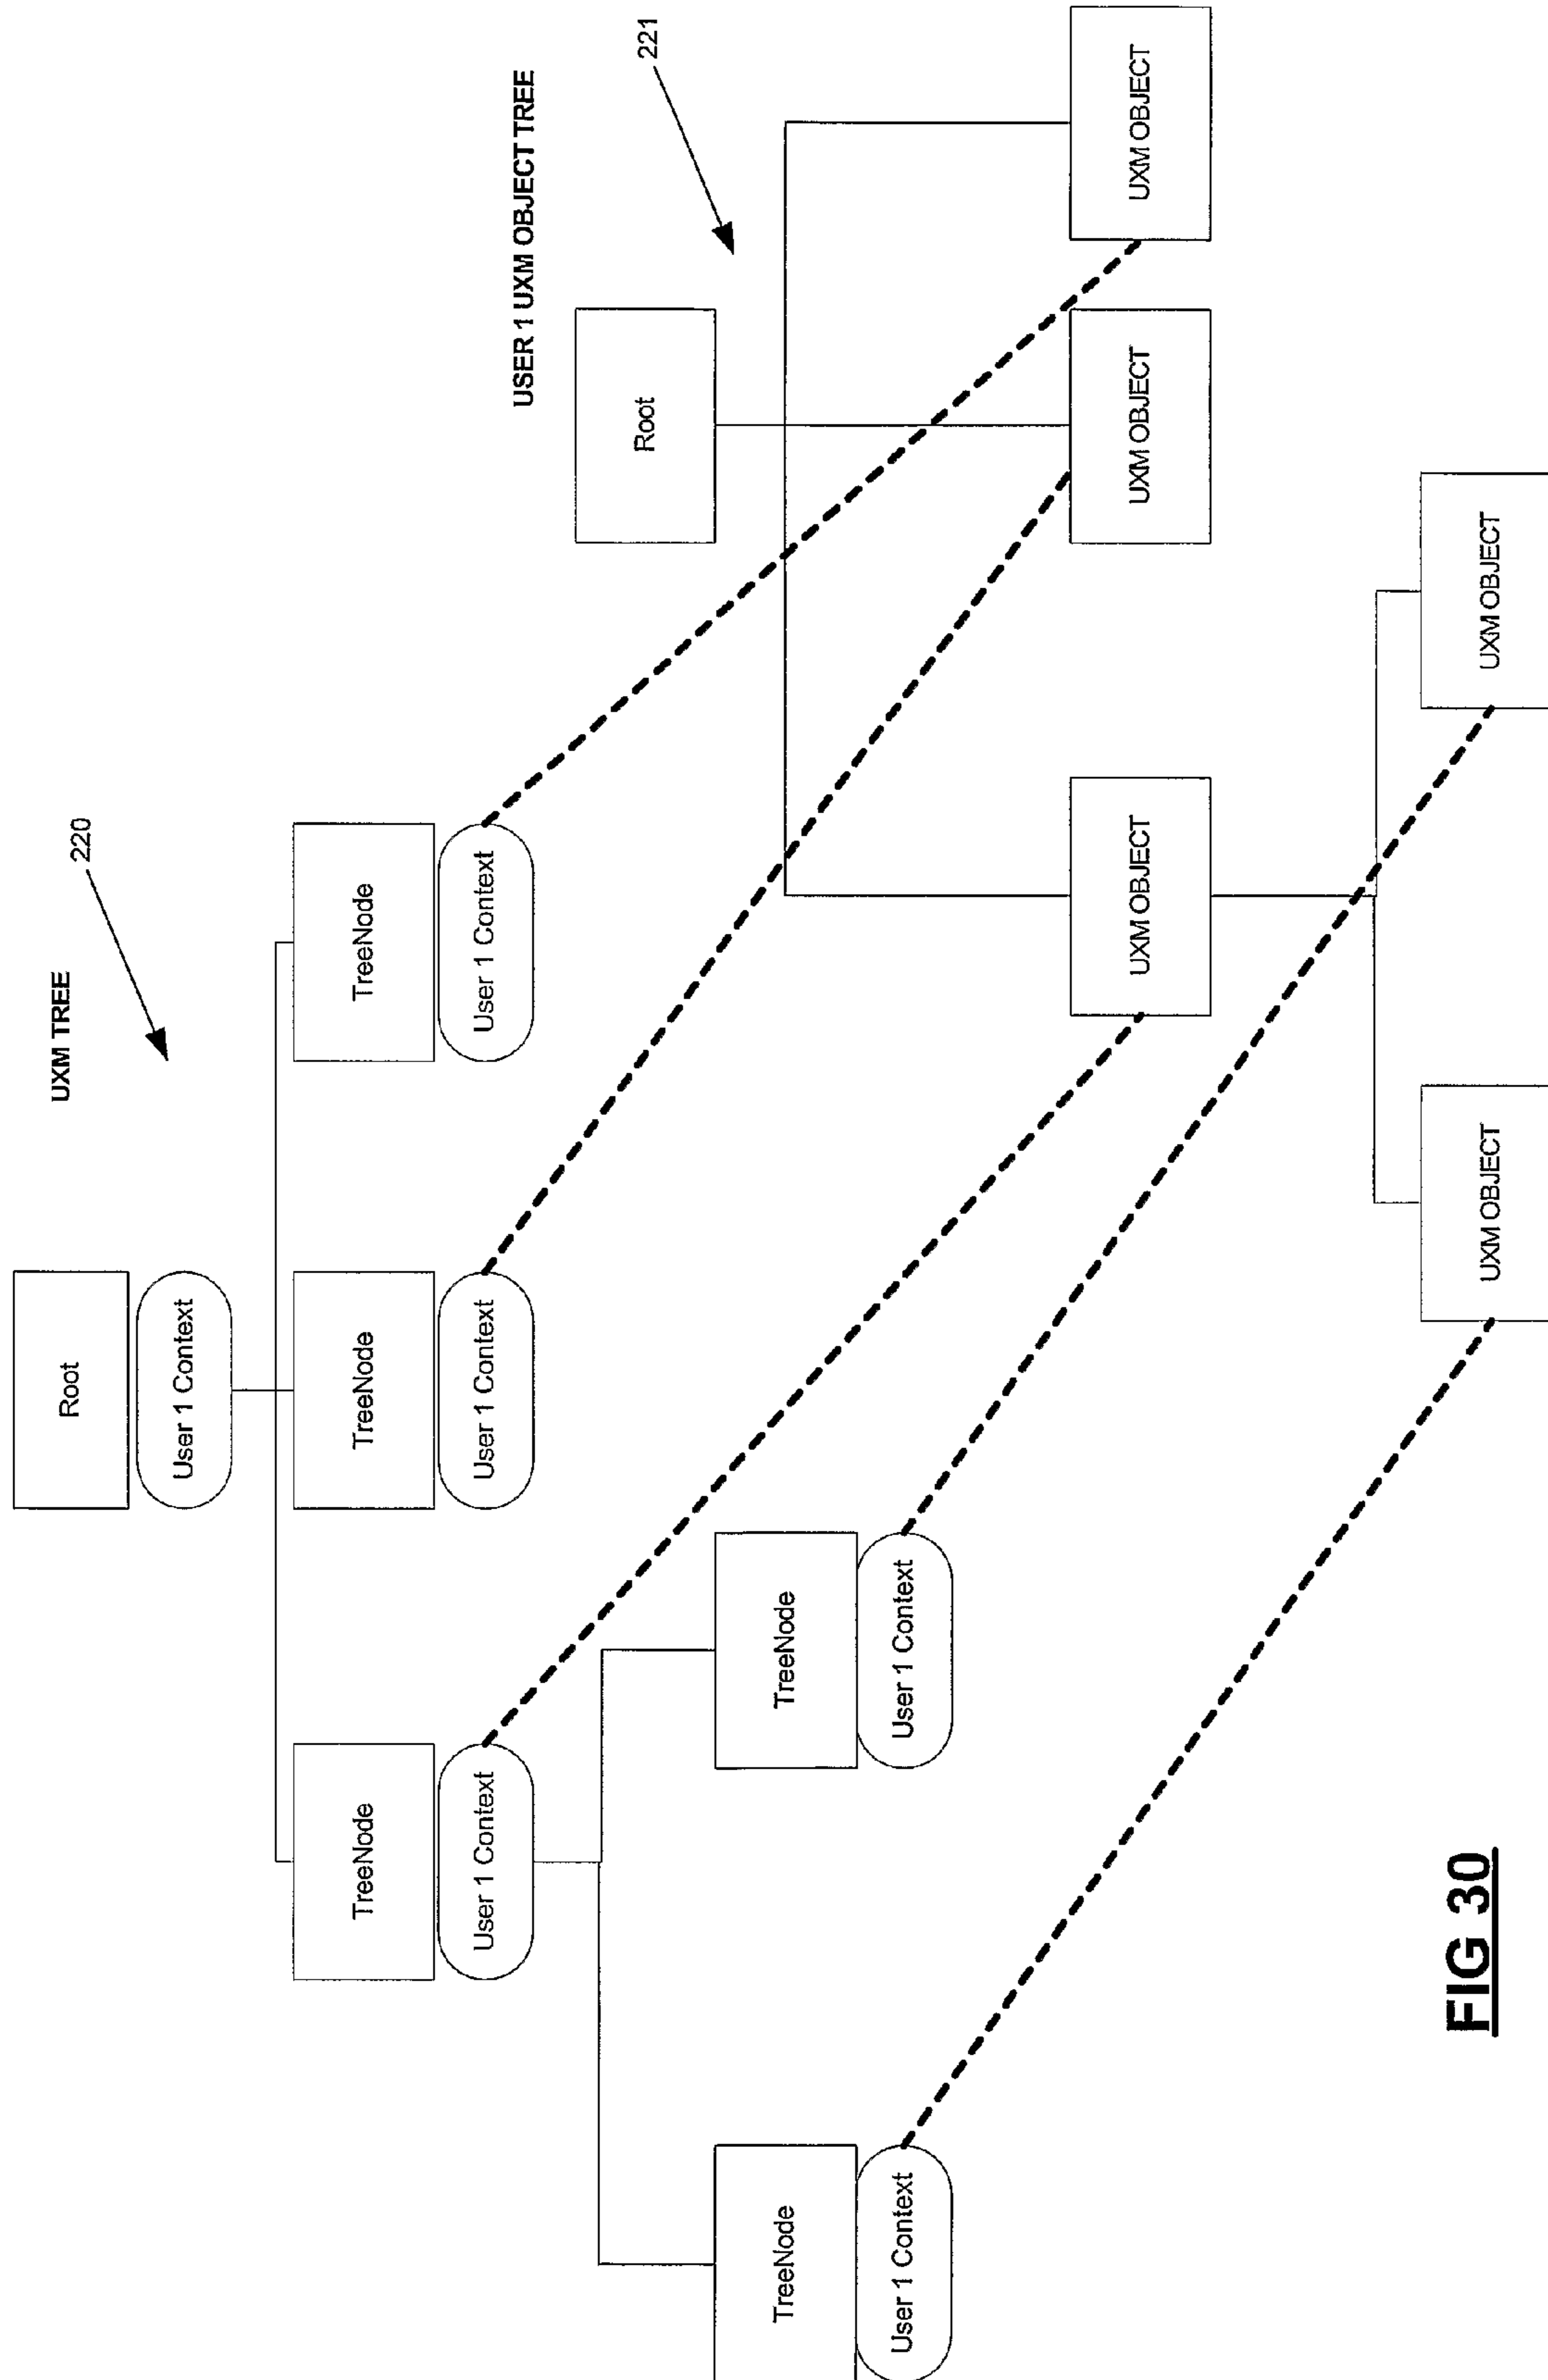 UXM TREE
220
Root
User 1 Context
TreeNode
User 1 Context
TreeNode
User 1 Context
TreeNode
User 1 Context
TreeNode
User 1 Context
TreeNode
User 1 Context
USER 1 UXM OBJECT TREE
221
Root
UXM OBJECT
UXM OBJECT
UXM OBJECT
UXM OBJECT
UXM OBJECT
FIG 30